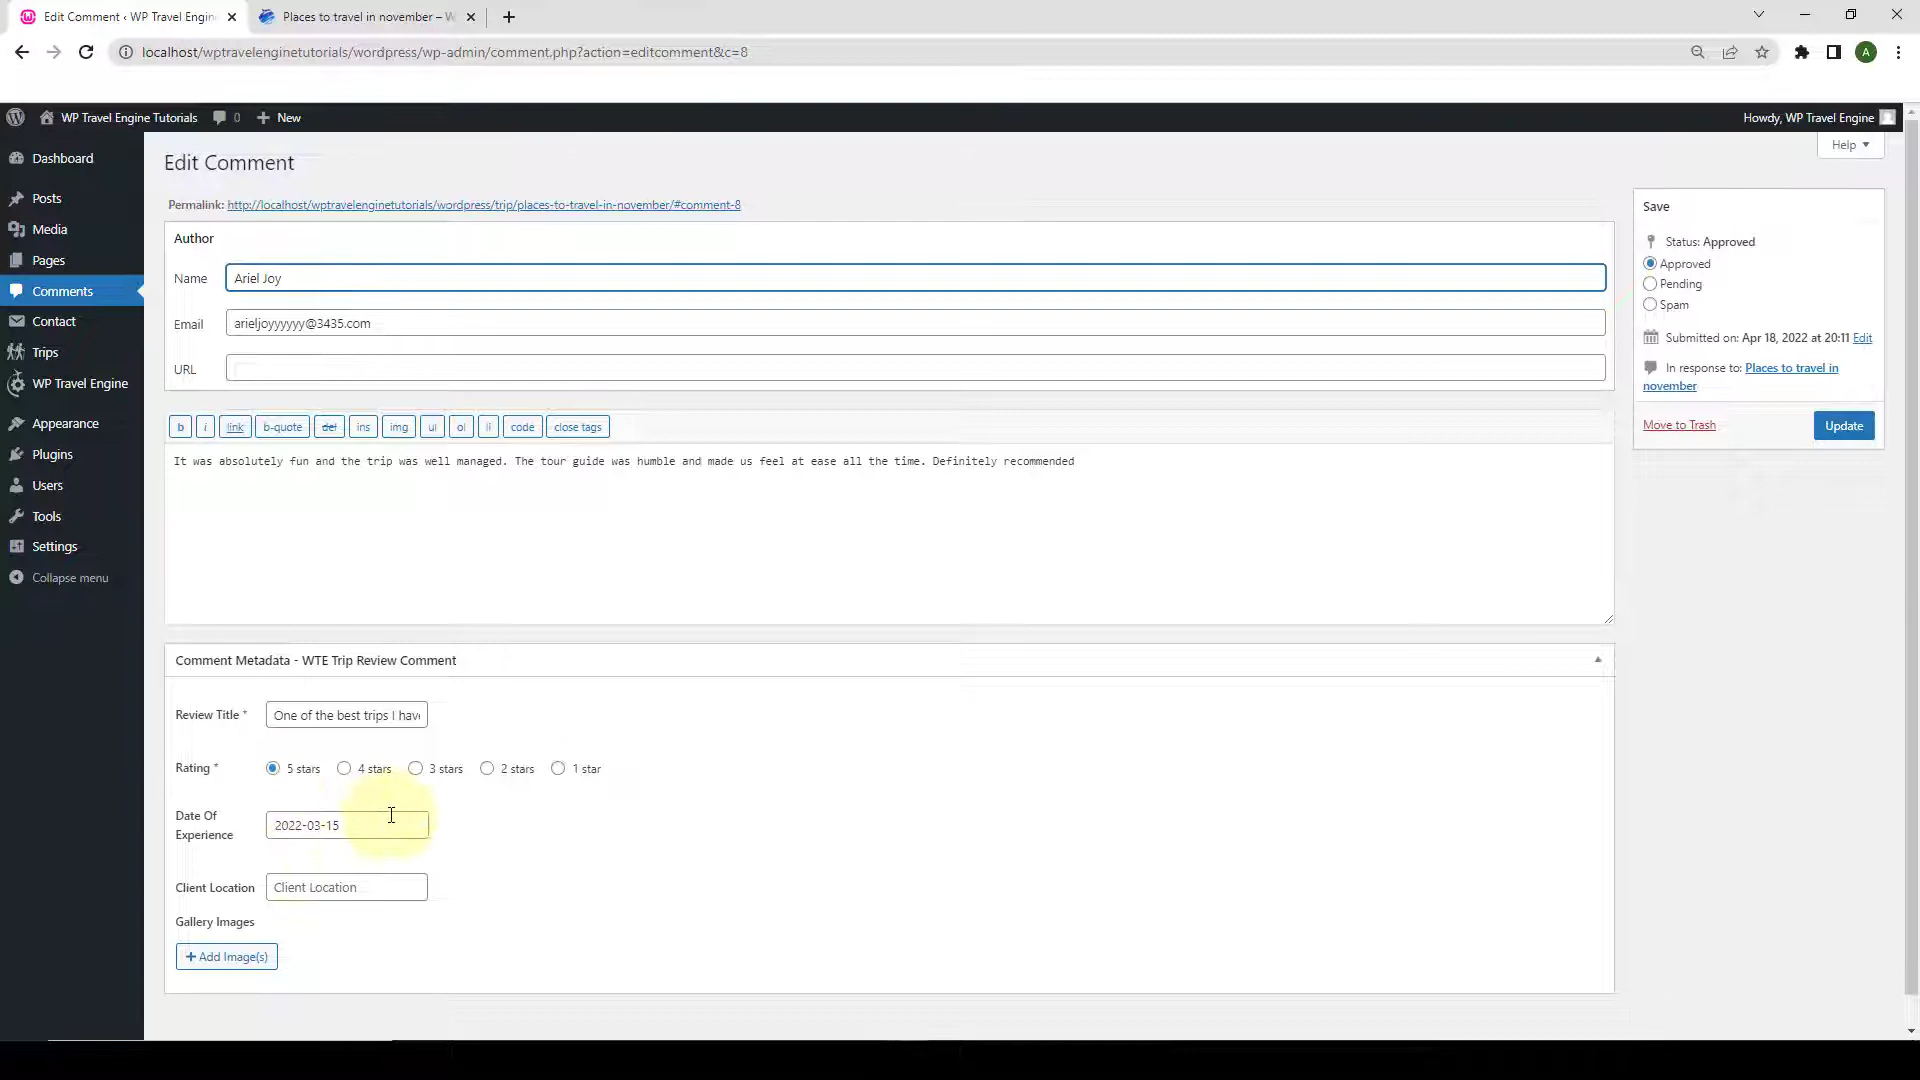 Edit Comment ‹ WP Travel Engin
Places to travel in november – W
localhost/wptravelenginetutorials/wordpress/wp-admin/comment.php?action=editcomment&c=8
A
WP Travel Engine Tutorials
0
New
Howdy, WP Travel Engine
Dashboard
Posts
Media
Pages
Comments
Contact
Trips
WP Travel Engine
Appearance
Plugins
Users
Tools
Settings
Collapse menu
Help
Edit Comment
Permalink: http://localhost/wptravelenginetutorials/wordpress/trip/places-to-travel-in-november/#comment-8
Author
Name
Ariel Joy
Email
arieljoyyyyyy@3435.com
URL
b
i
link
b-quote
del
ins
img
ul
ol
li
code
close tags
It was absolutely fun and the trip was well managed. The tour guide was humble and made us feel at ease all the time. Definitely recommended
Comment Metadata - WTE Trip Review Comment
Review Title *
One of the best trips I have
Rating *
5 stars
4 stars
3 stars
2 stars
1 star
Date Of
Experience
2022-03-15
Client Location
Client Location
Gallery Images
+ Add Image(s)
Save
Status: Approved
Approved
Pending
Spam
Submitted on: Apr 18, 2022 at 20:11 Edit
In response to: Places to travel in
november
Move to Trash
Update